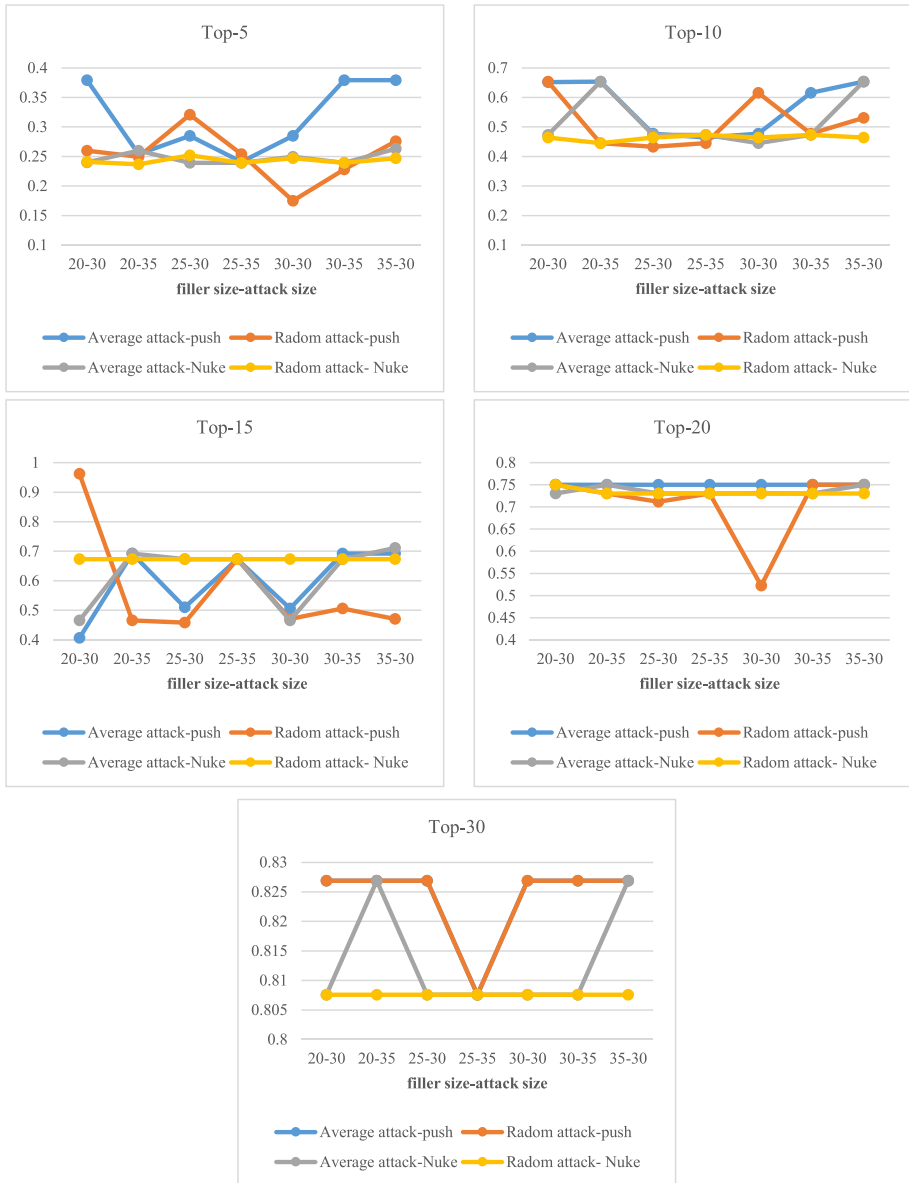 Top-5
0.4
0.35
0.3
0.25
0.2
0.15
0.1
20-30 20-35 25-30 25-35 30-30 30-35 35-30
filler size-attack size
Average attack-push Radom attack-push
Average attack-Nuke Radom attack- Nuke
Top-10
0.7
0.6
0.5
0.4
0.3
0.2
0.1
20-30 20-35 25-30 25-35 30-30 30-35 35-30
filler size-attack size
Average attack-push Radom attack-push
Average attack-Nuke Radom attack- Nuke
Top-15
1
0.9
0.8
0.7
0.6
0.5
0.4
20-30 20-35 25-30 25-35 30-30 30-35 35-30
filler size-attack size
Average attack-push Radom attack-push
Average attack-Nuke Radom attack- Nuke
Top-20
0.8
0.75
0.7
0.65
0.6
0.55
0.5
0.45
0.4
20-30 20-35 25-30 25-35 30-30 30-35 35-30
filler size-attack size
Average attack-push Radom attack-push
Average attack-Nuke Radom attack- Nuke
Top-30
0.83
0.825
0.82
0.815
0.81
0.805
0.8
20-30 20-35 25-30 25-35 30-30 30-35 35-30
filler size-attack size
Average attack-push Radom attack-push
Average attack-Nuke Radom attack- Nuke